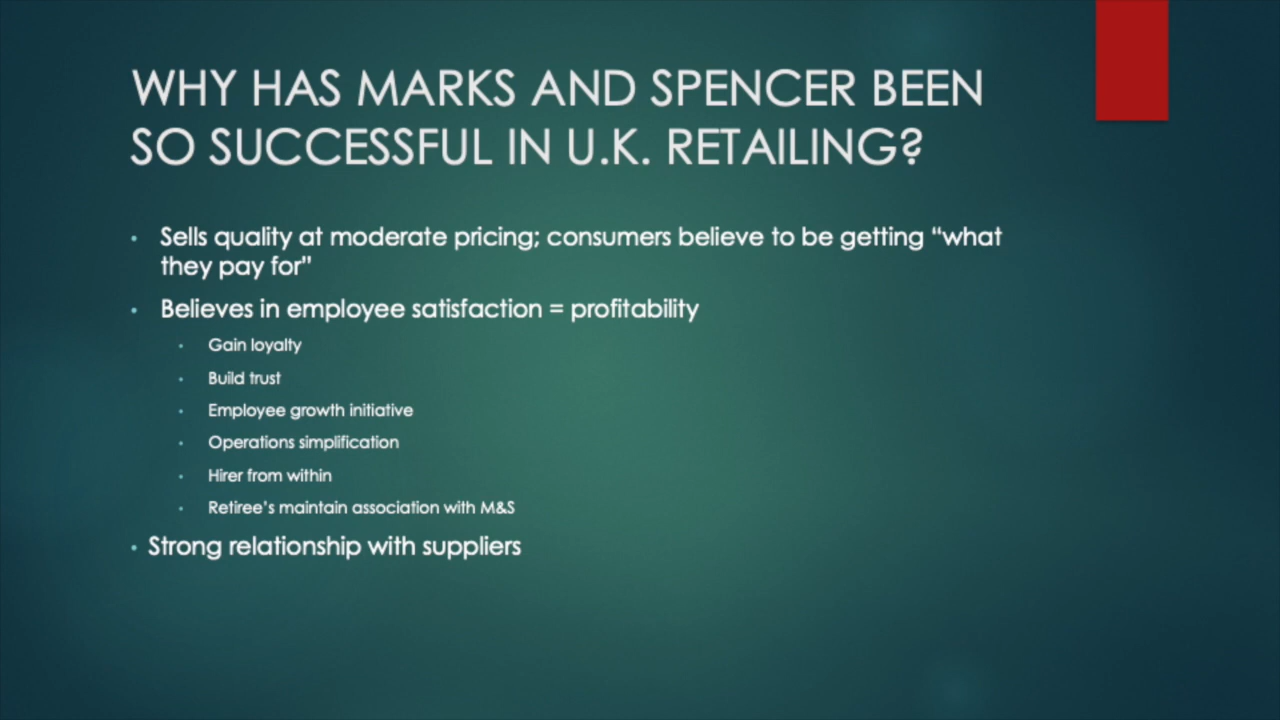 WHY HAS MARKS AND SPENCER BEEN
SO SUCCESSFUL IN U.K. RETAILING?
• Sells quality at moderate pricing; consumers believe to be getting “what
they pay for”
• Believes in employee satisfaction = profitability
• Gain loyalty
• Build trust
• Employee growth initiative
• Operations simplification
• Hirer from within
• Retiree’s maintain association with M&S
• Strong relationship with suppliers